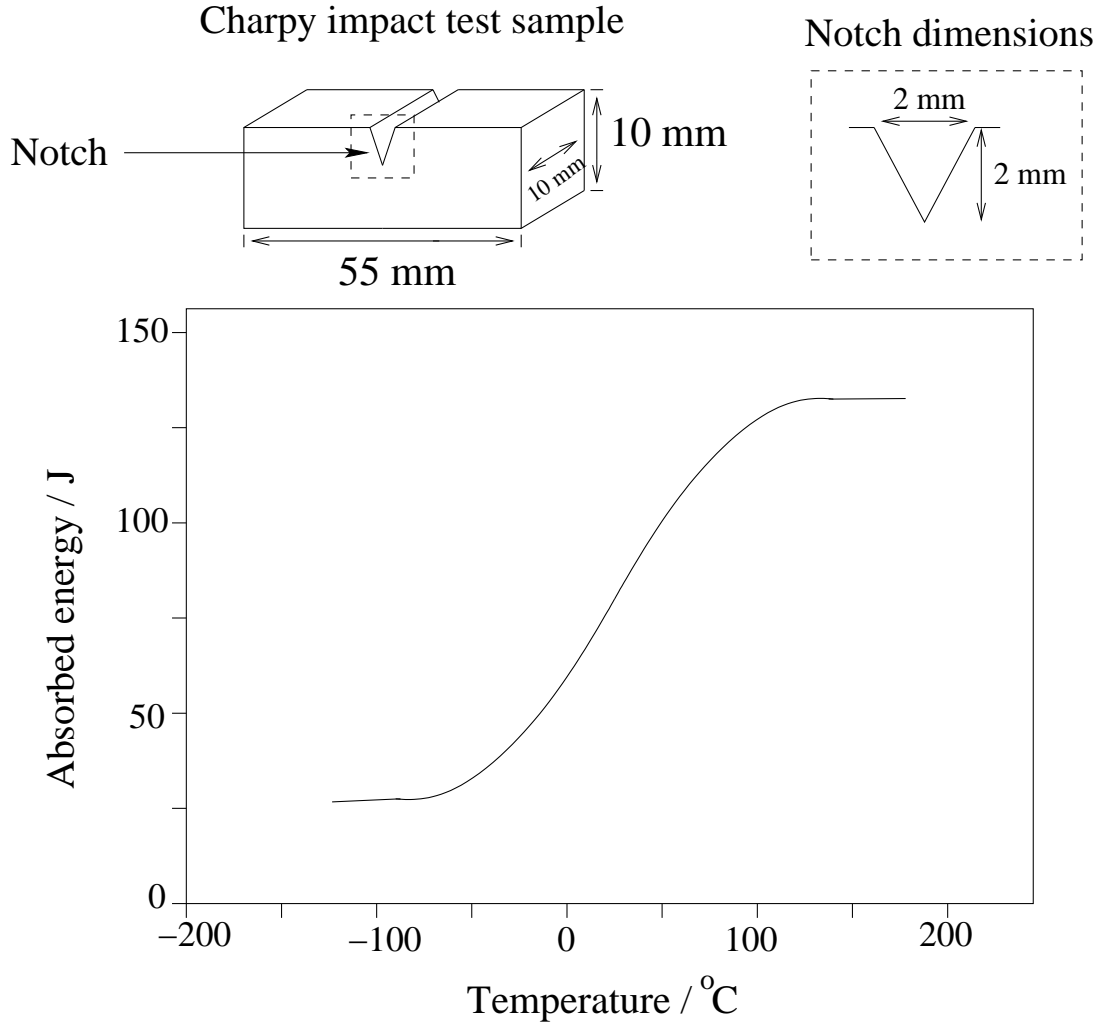 Charpy impact test sample
Notch dimensions
2 mm
Notch
10 mm
10 mm
2 mm
55 mm
150
100
50
0
−200
−100
0
100
200
Absorbed energy / J
Temperature / °C